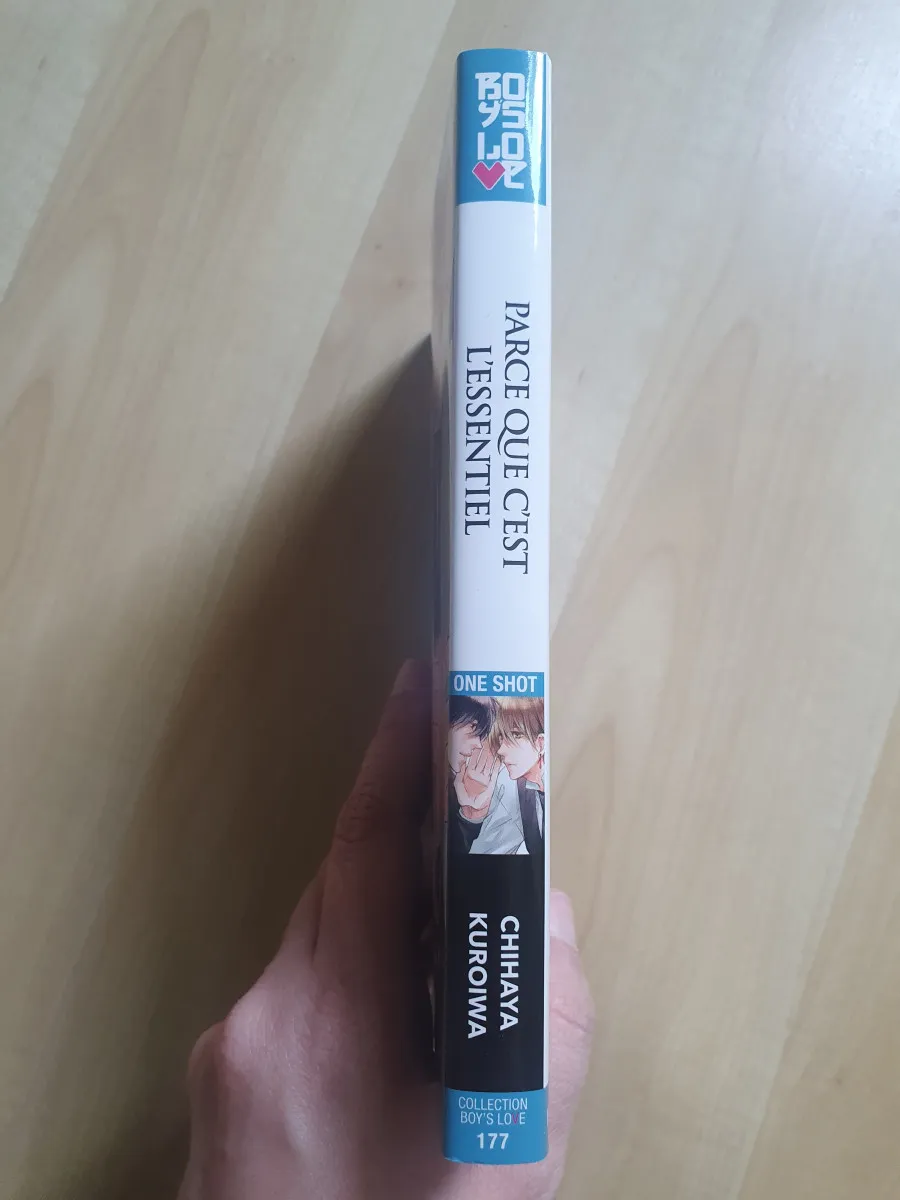 BOY'S LOVE
PARCE QUE C'EST
L'ESSENTIEL
ONE SHOT
CHIHAYA
KUROIWA
COLLECTION
BOY'S LOVE
177